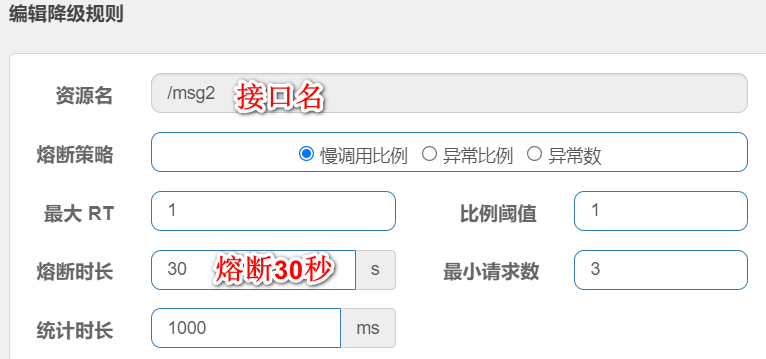 编辑降级规则
资源名 /msg2 接口名
熔断策略 慢调用比例 异常比例 异常数
最大 RT 1 比例阈值 1
熔断时长 30 熔断30秒 s 最小请求数 3
统计时长 1000 ms